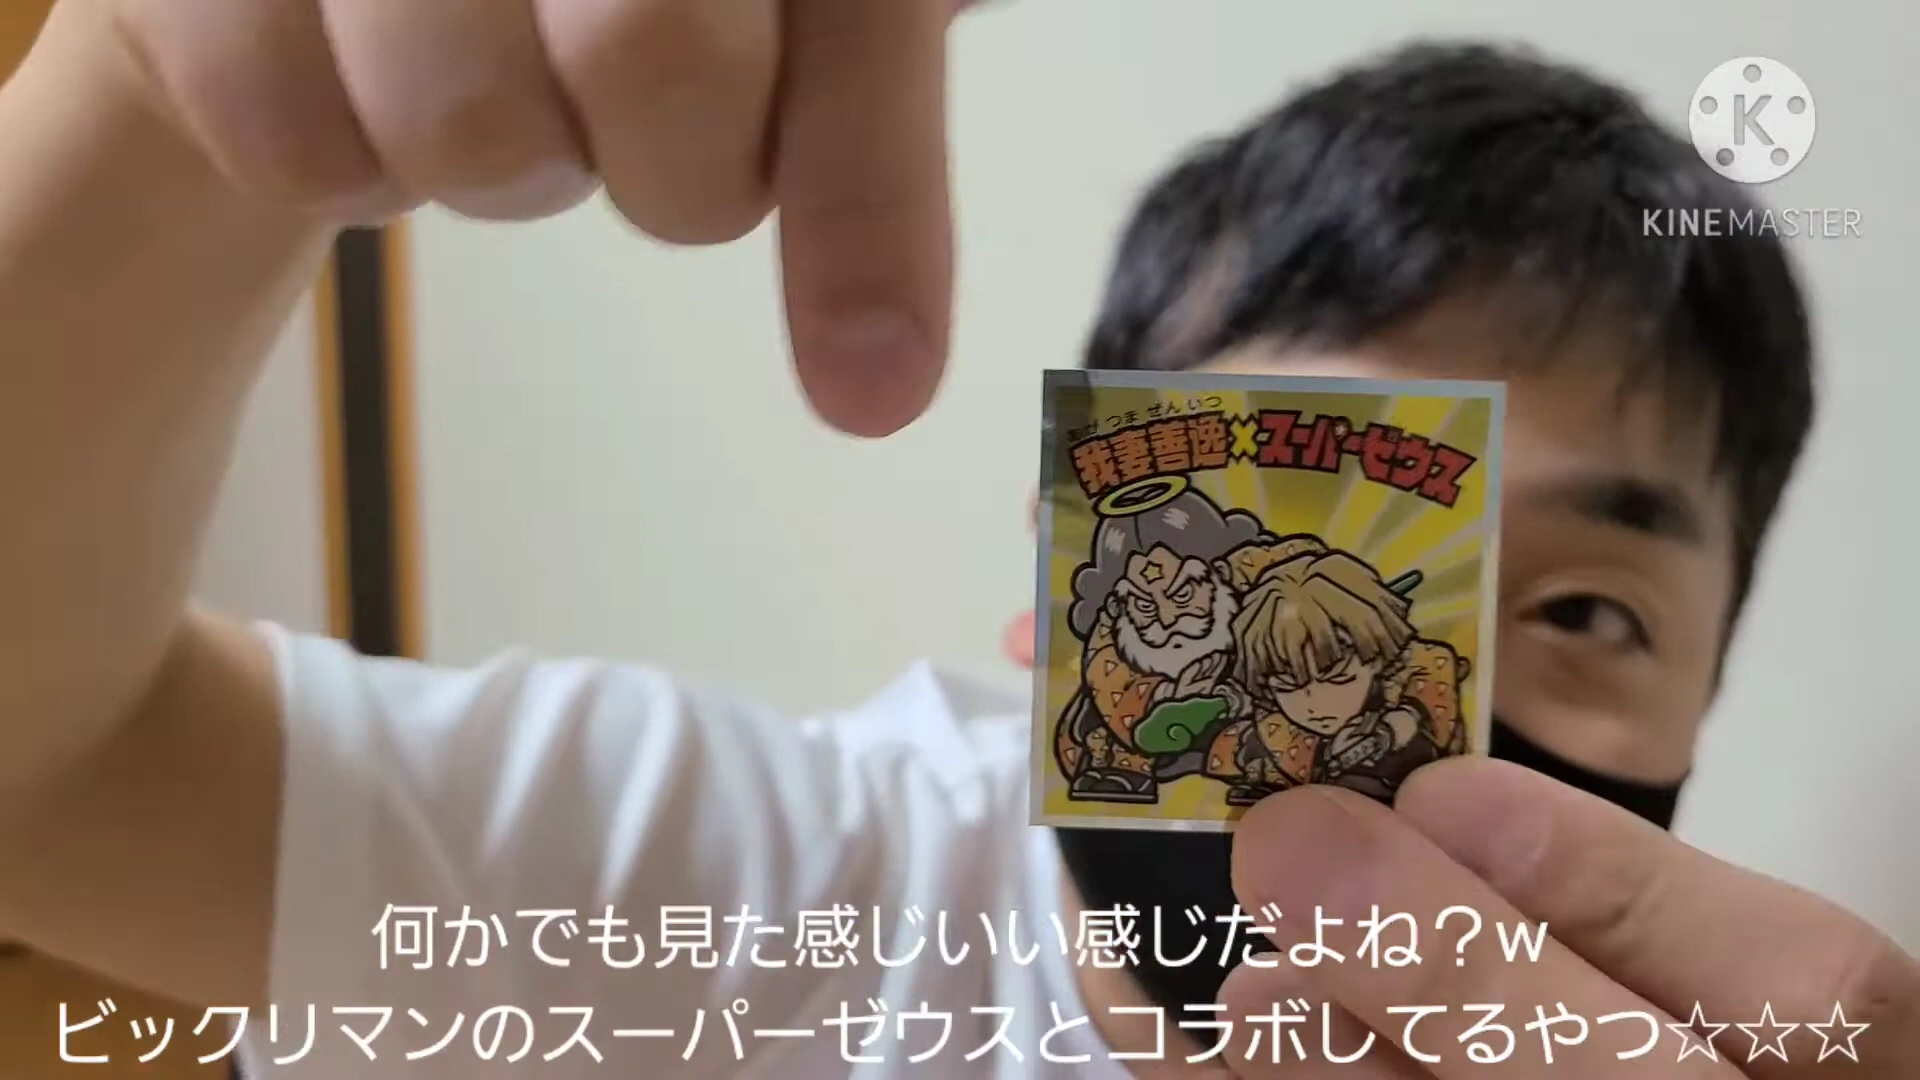 K
KINEMASTER
あがつま ぜんいつ
我妻善逸×スーパーゼウス
何かでも見た感じいい感じだよね？w
ビックリマンのスーパーゼウスとコラボしてるやつ☆☆☆